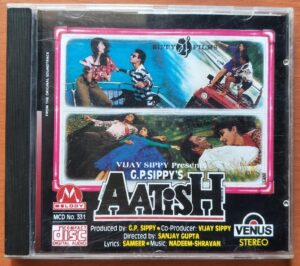 SIPPY FILMS
FROM THE ORIGINAL SOUNDTRACK
VIJAY SIPPY Presents
G.P. SIPPY'S
AATISH
M
MELODY
MCD No. 331
COMPACT
disc
DIGITAL AUDIO
Produced by: G.P. SIPPY • Co-Producer: VIJAY SIPPY
Directed by: SANJAY GUPTA
Lyrics: SAMEER • Music: NADEEM-SHRAVAN
VENUS
STEREO